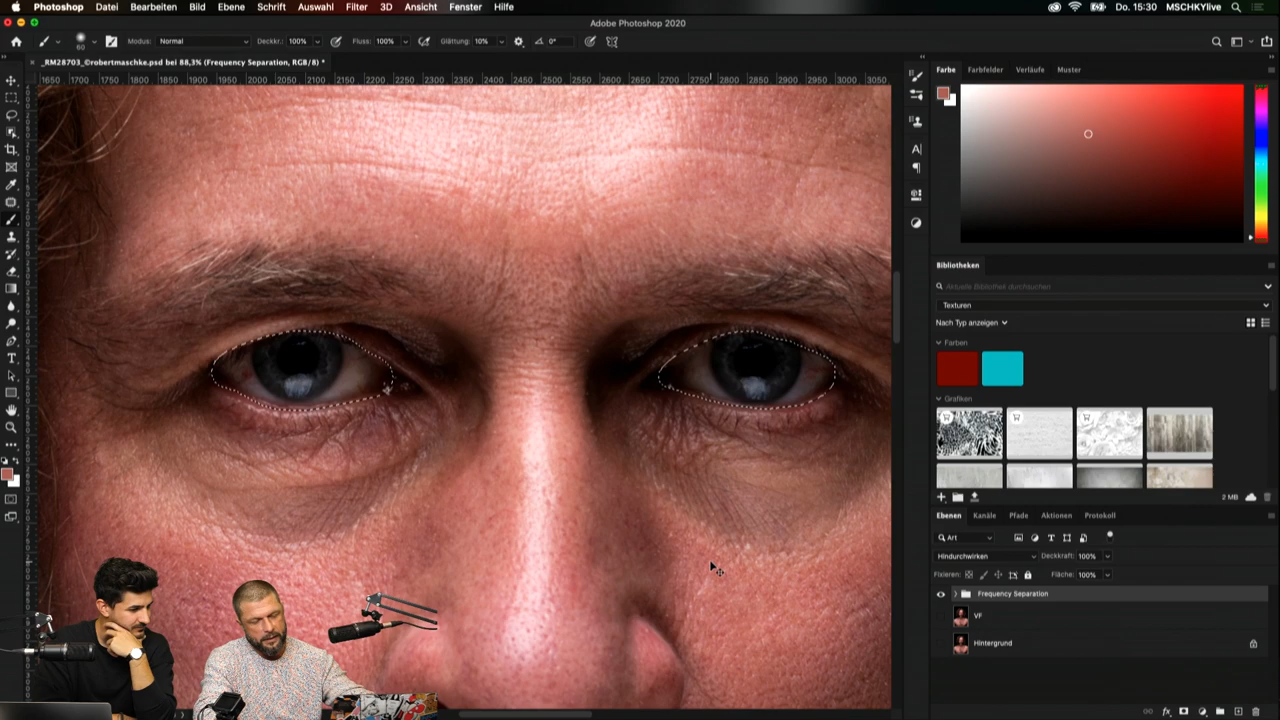 Photoshop Datei Bearbeiten Bild Ebene Schrift Auswahl Filter 3D Ansicht Fenster Hilfe Do. 15:30 MSCHKYlive
Adobe Photoshop 2020
60 Modus: Normal Deckkr.: 100% Fluss: 100% Glättung: 10% 0°
_RM28703_©robertmaschke.psd bei 88,3% (Frequency Separation, RGB/8) *
1650 1700 1750 1800 1850 1900 1950 2000 2050 2100 2150 2200 2250 2300 2350 2400 2450 2500 2550 2600 2650 2700 2750 2800 2850 2900 2950 3000 3050
Farbe Farbfelder Verläufe Muster
Bibliotheken
Aktuelle Bibliothek durchsuchen
Texturen
Nach Typ anzeigen
Farben
Grafiken
2 MB
Ebenen Kanäle Pfade Aktionen Protokoll
Art
Hindurchwirken Deckkraft: 100%
Fixieren: Fläche: 100%
Frequency Separation
VF
Hintergrund